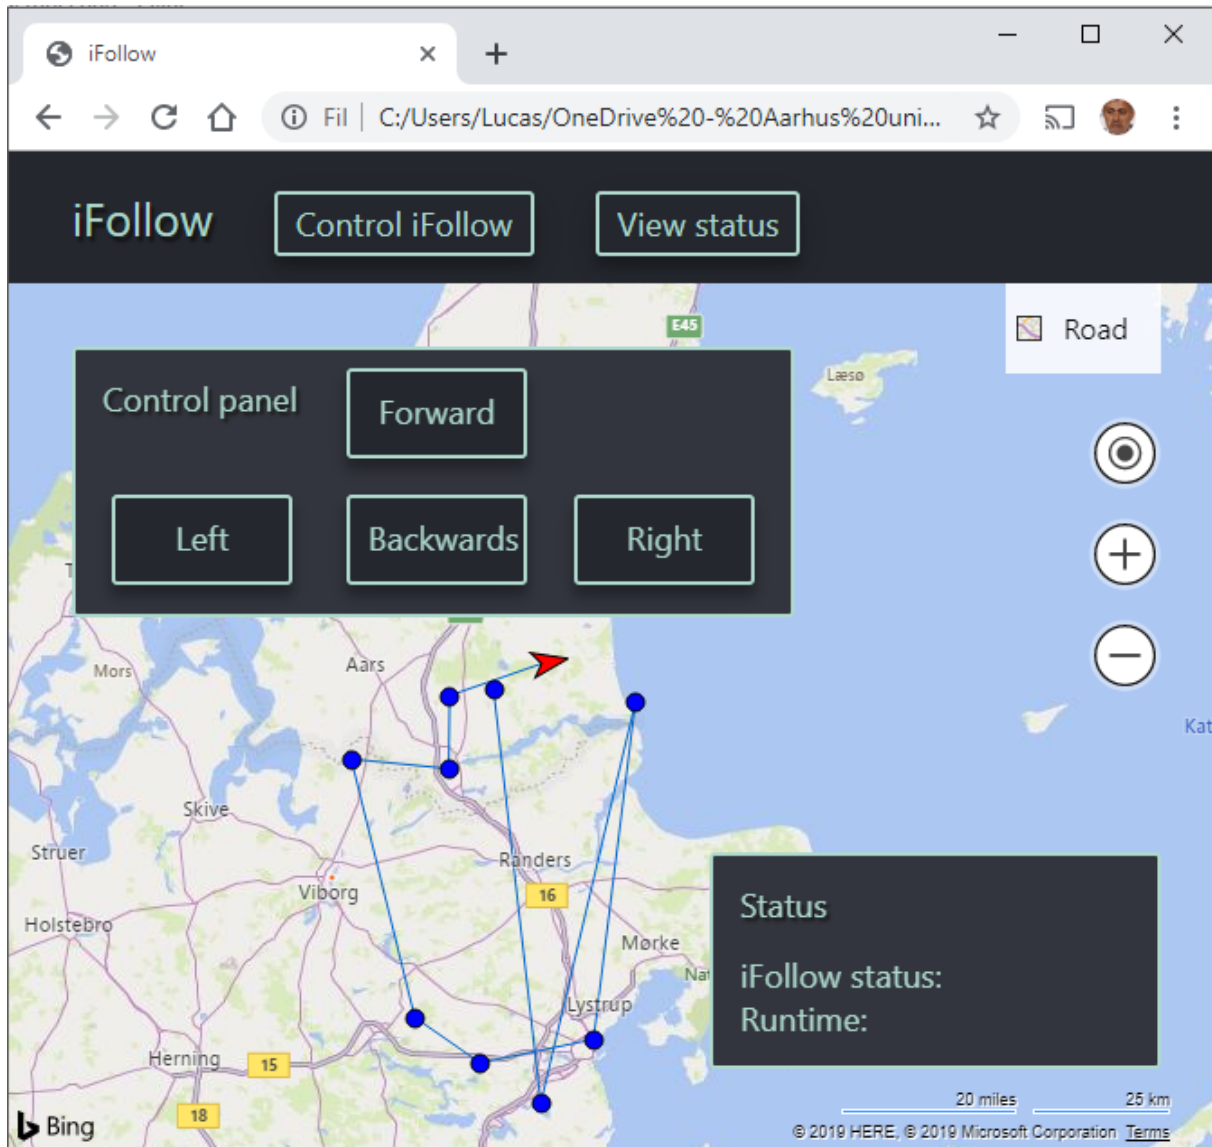 iFollow
Fil
C:/Users/Lucas/OneDrive%20-%20Aarhus%20uni...
iFollow
Control iFollow
View status
E45
Road
Læsø
Control panel
Forward
Left
Backwards
Right
Aars
Mors
Kat
Skive
Struer
Randers
Viborg
16
Holstebro
Status
Mørke
iFollow status:
Lystrup
Runtime:
Herning
15
20 miles
25 km
18
Bing
© 2019 HERE, © 2019 Microsoft Corporation Terms